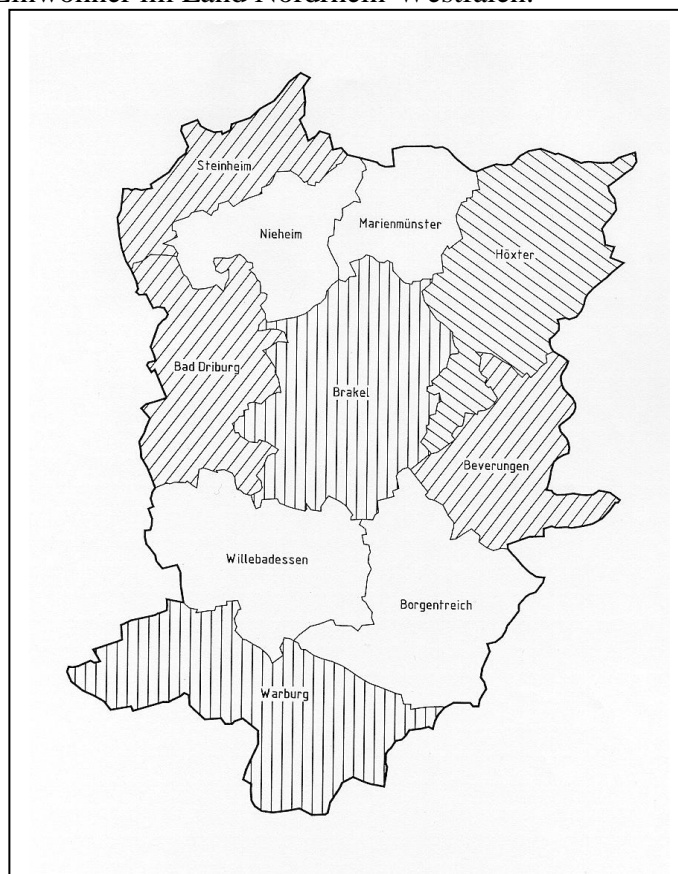 Einwohner im Land Nordrhein-Westfalen.
Steinheim
Nieheim
Marienmünster
Höxter
Bad Driburg
Brakel
Beverungen
Willebadessen
Borgentreich
Warburg